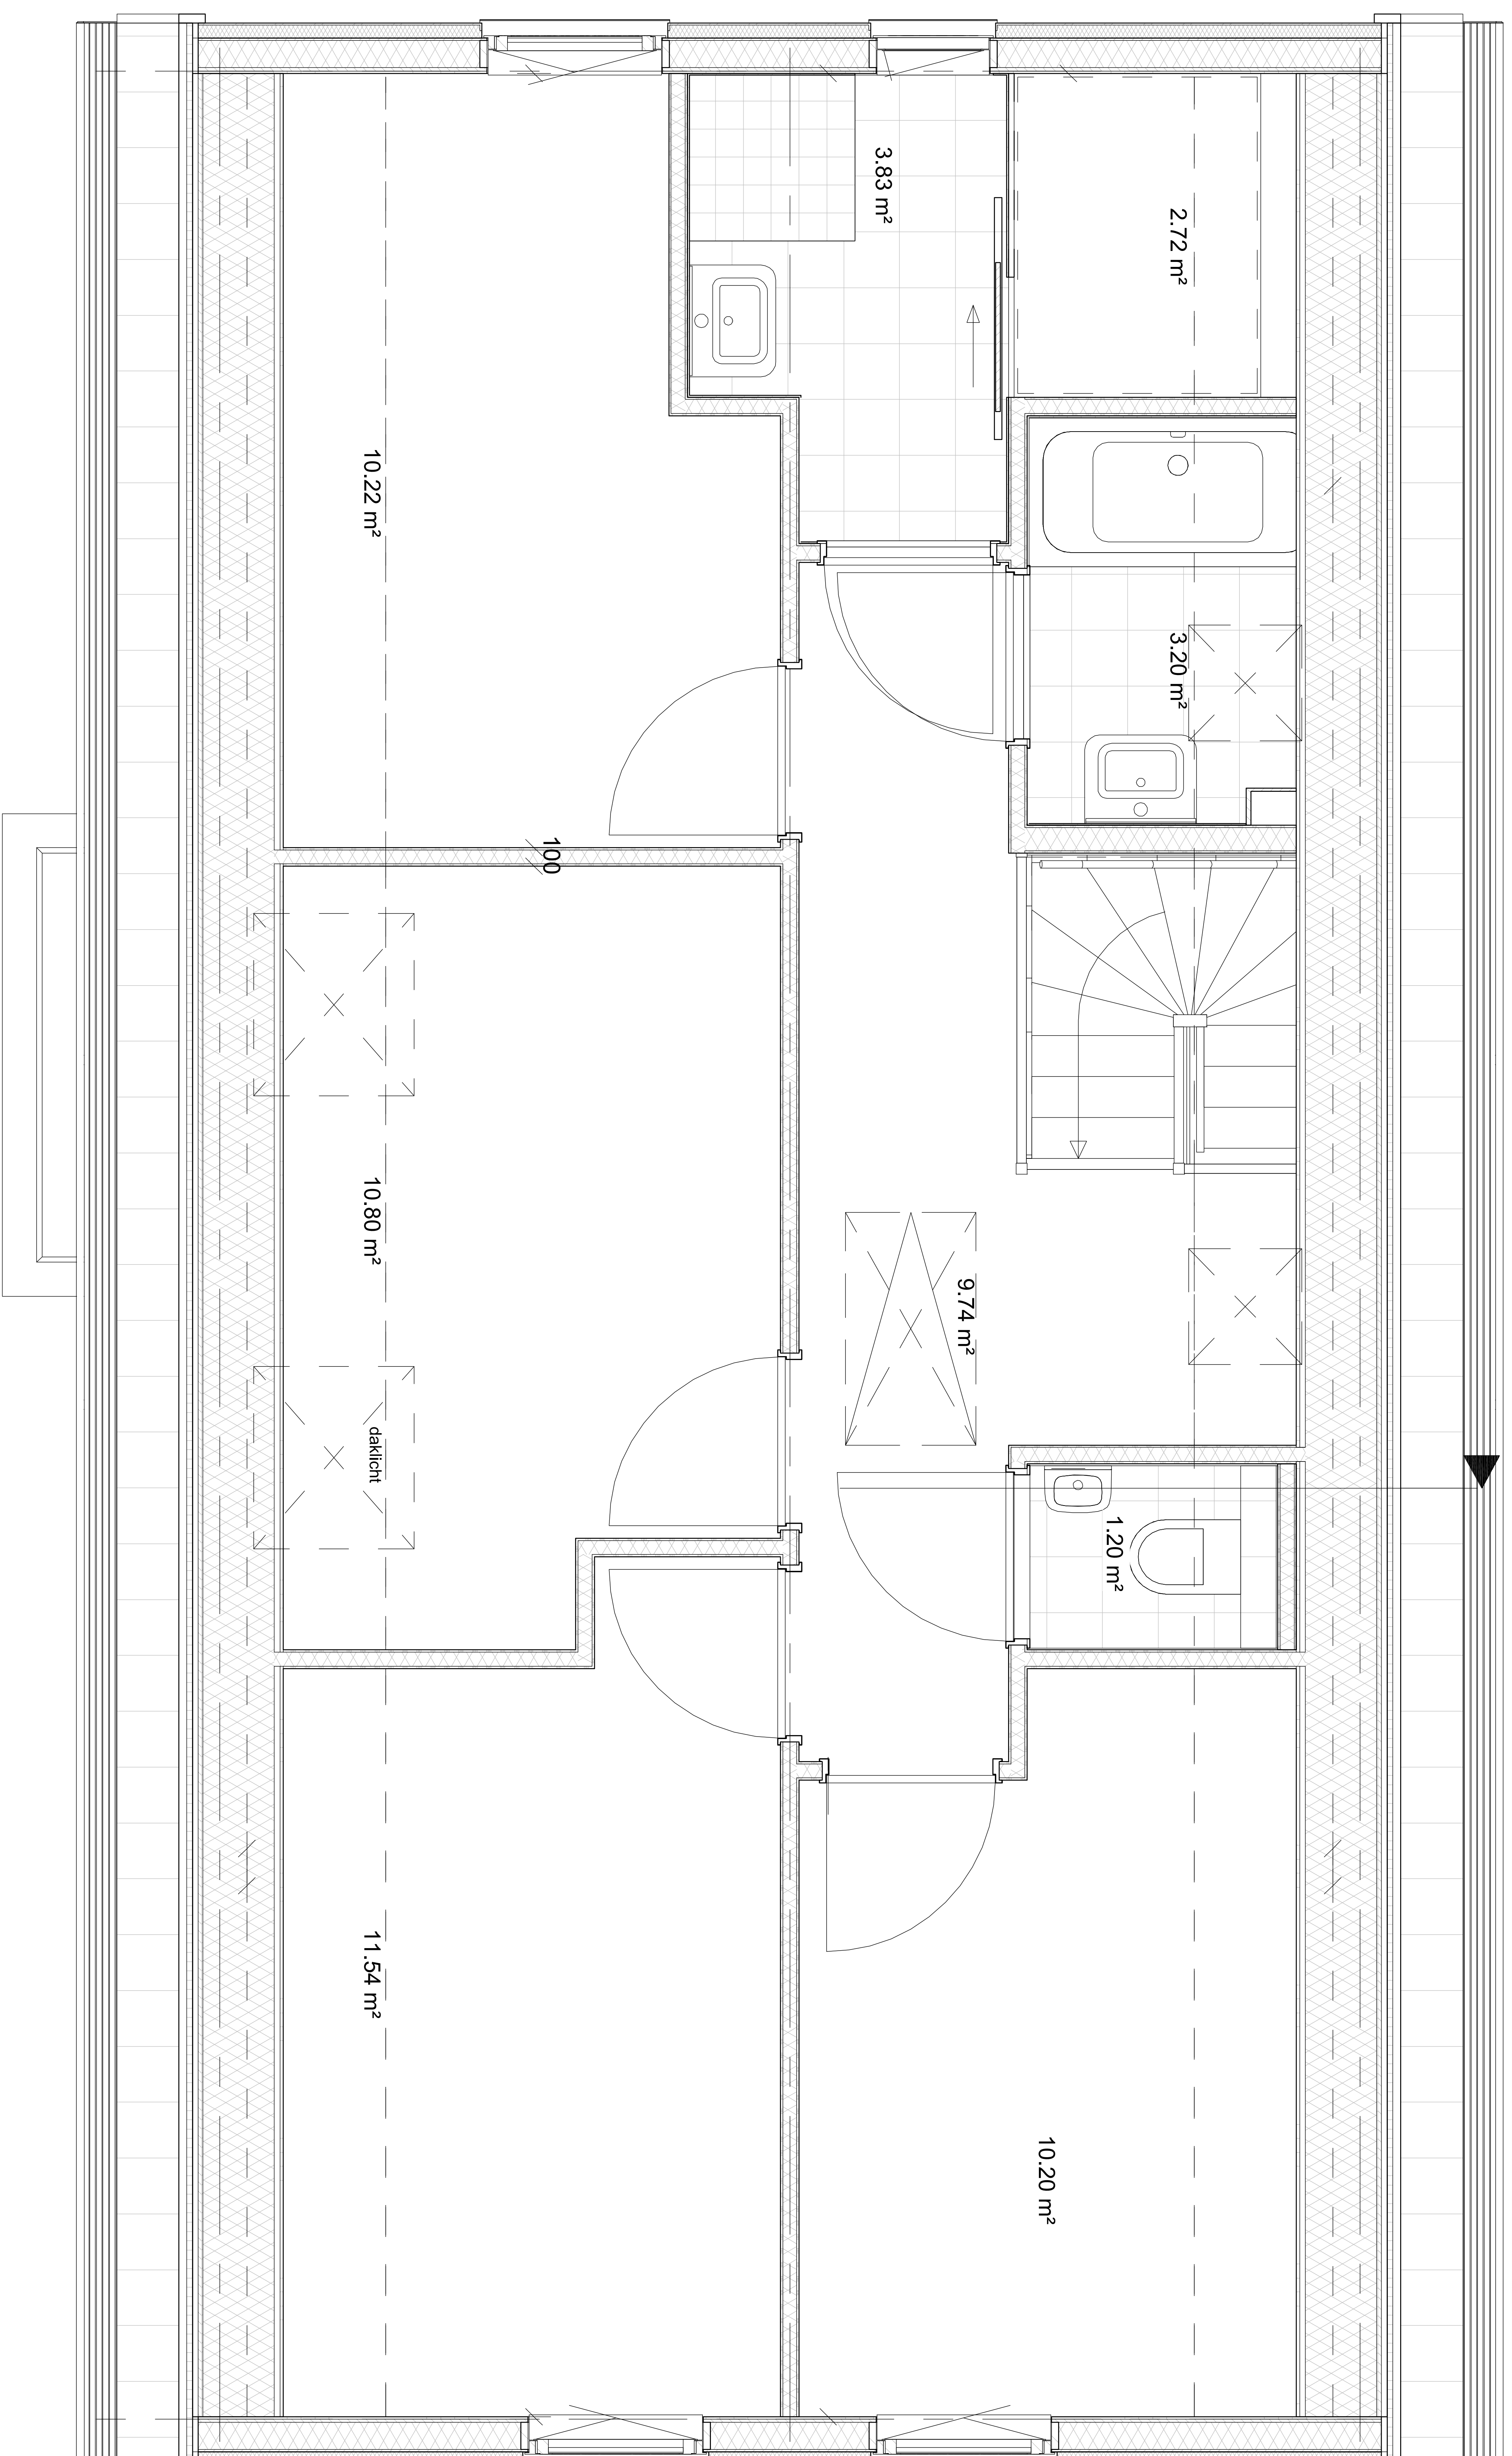 3.83 m²
2.72 m²
10.22 m²
3.20 m²
100
10.80 m²
9.74 m²
daklicht
1.20 m²
11.54 m²
10.20 m²